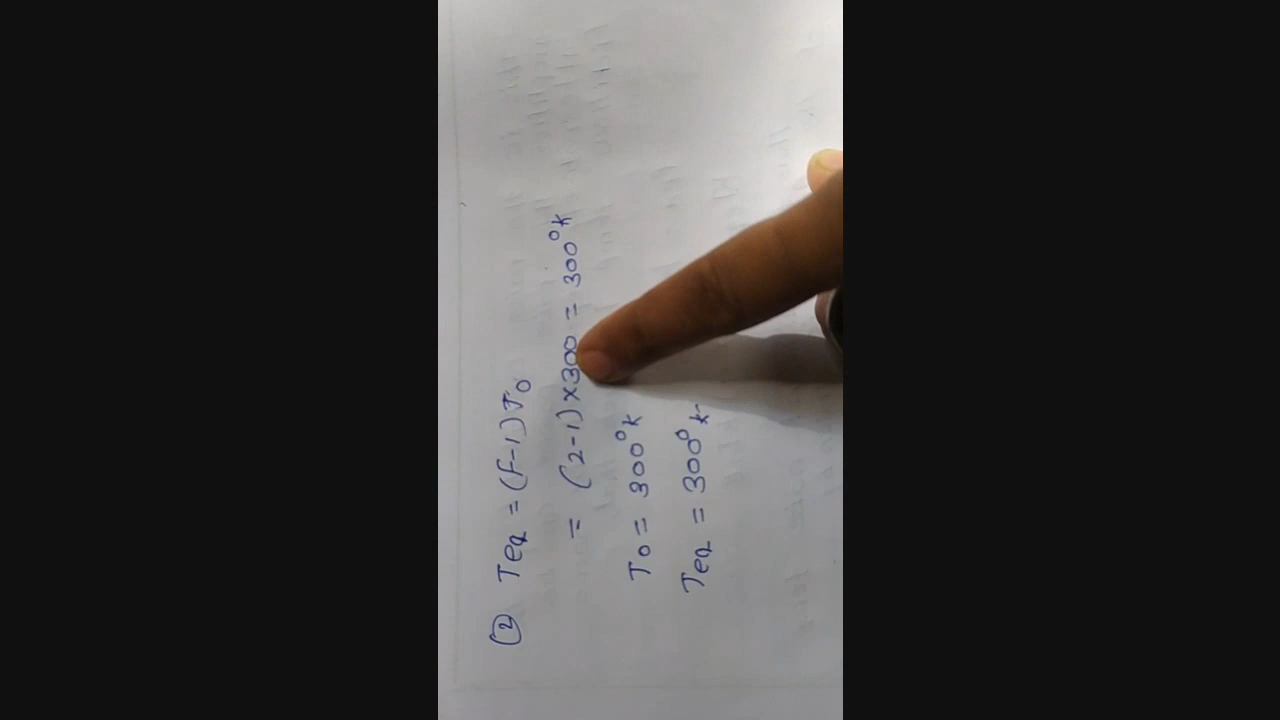 ② Teq = (F-1)T0
= (2-1)×300 = 300°K
T0 = 300°K
Teq = 300°K